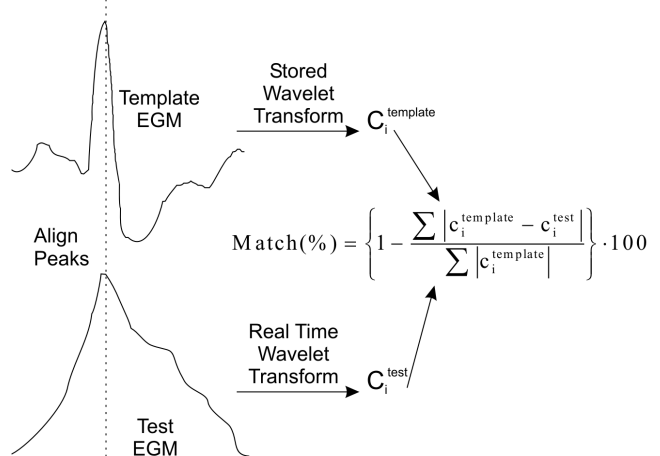 Template
EGM
Stored
Wavelet
Transform
C_i^template
Align
Peaks
Match(%) = {1 - ∑|c_i^template - c_i^test| / ∑|c_i^template|} ·100
Real Time
Wavelet
Transform
C_i^test
Test
EGM